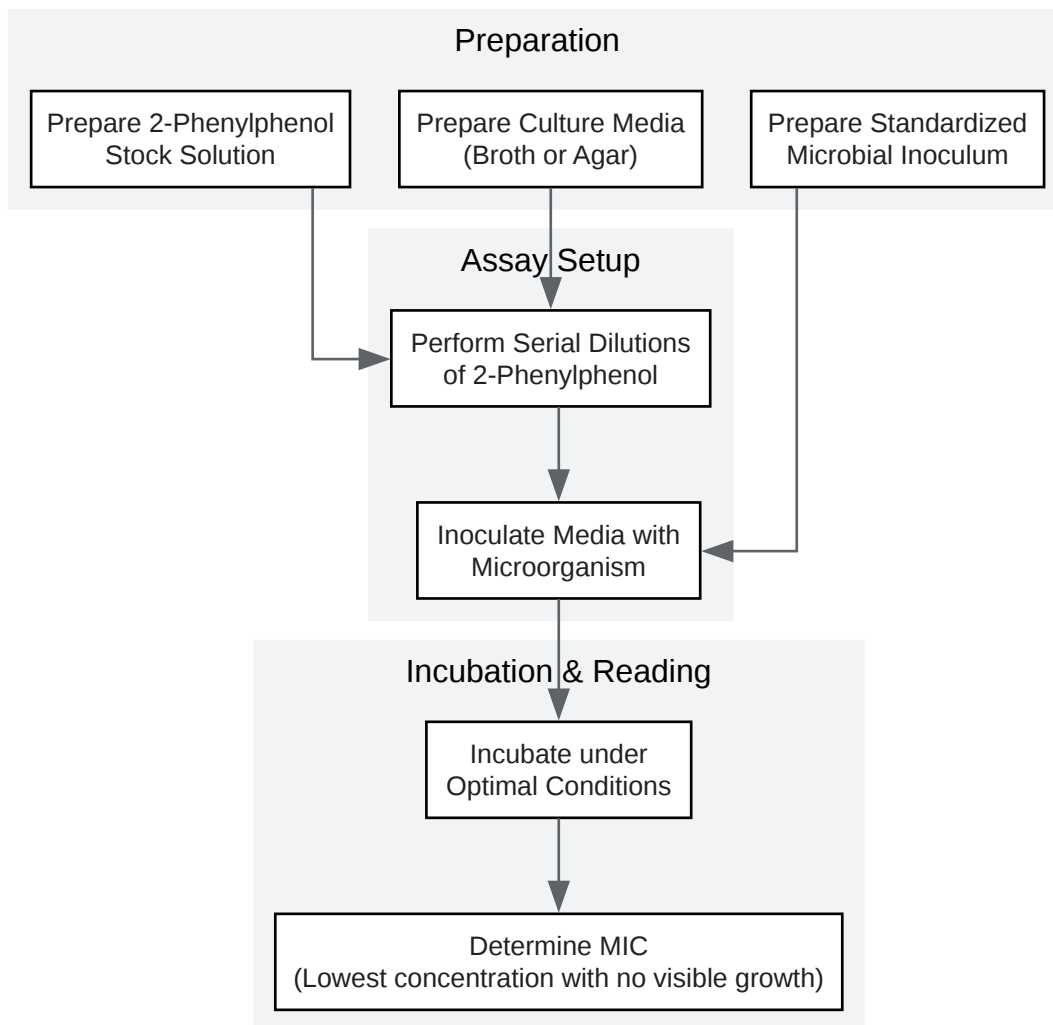 Preparation
Prepare 2-Phenylphenol
Stock Solution
Prepare Culture Media
(Broth or Agar)
Prepare Standardized
Microbial Inoculum
Assay Setup
Perform Serial Dilutions
of 2-Phenylphenol
Inoculate Media with
Microorganism
Incubation & Reading
Incubate under
Optimal Conditions
Determine MIC
(Lowest concentration with no visible growth)